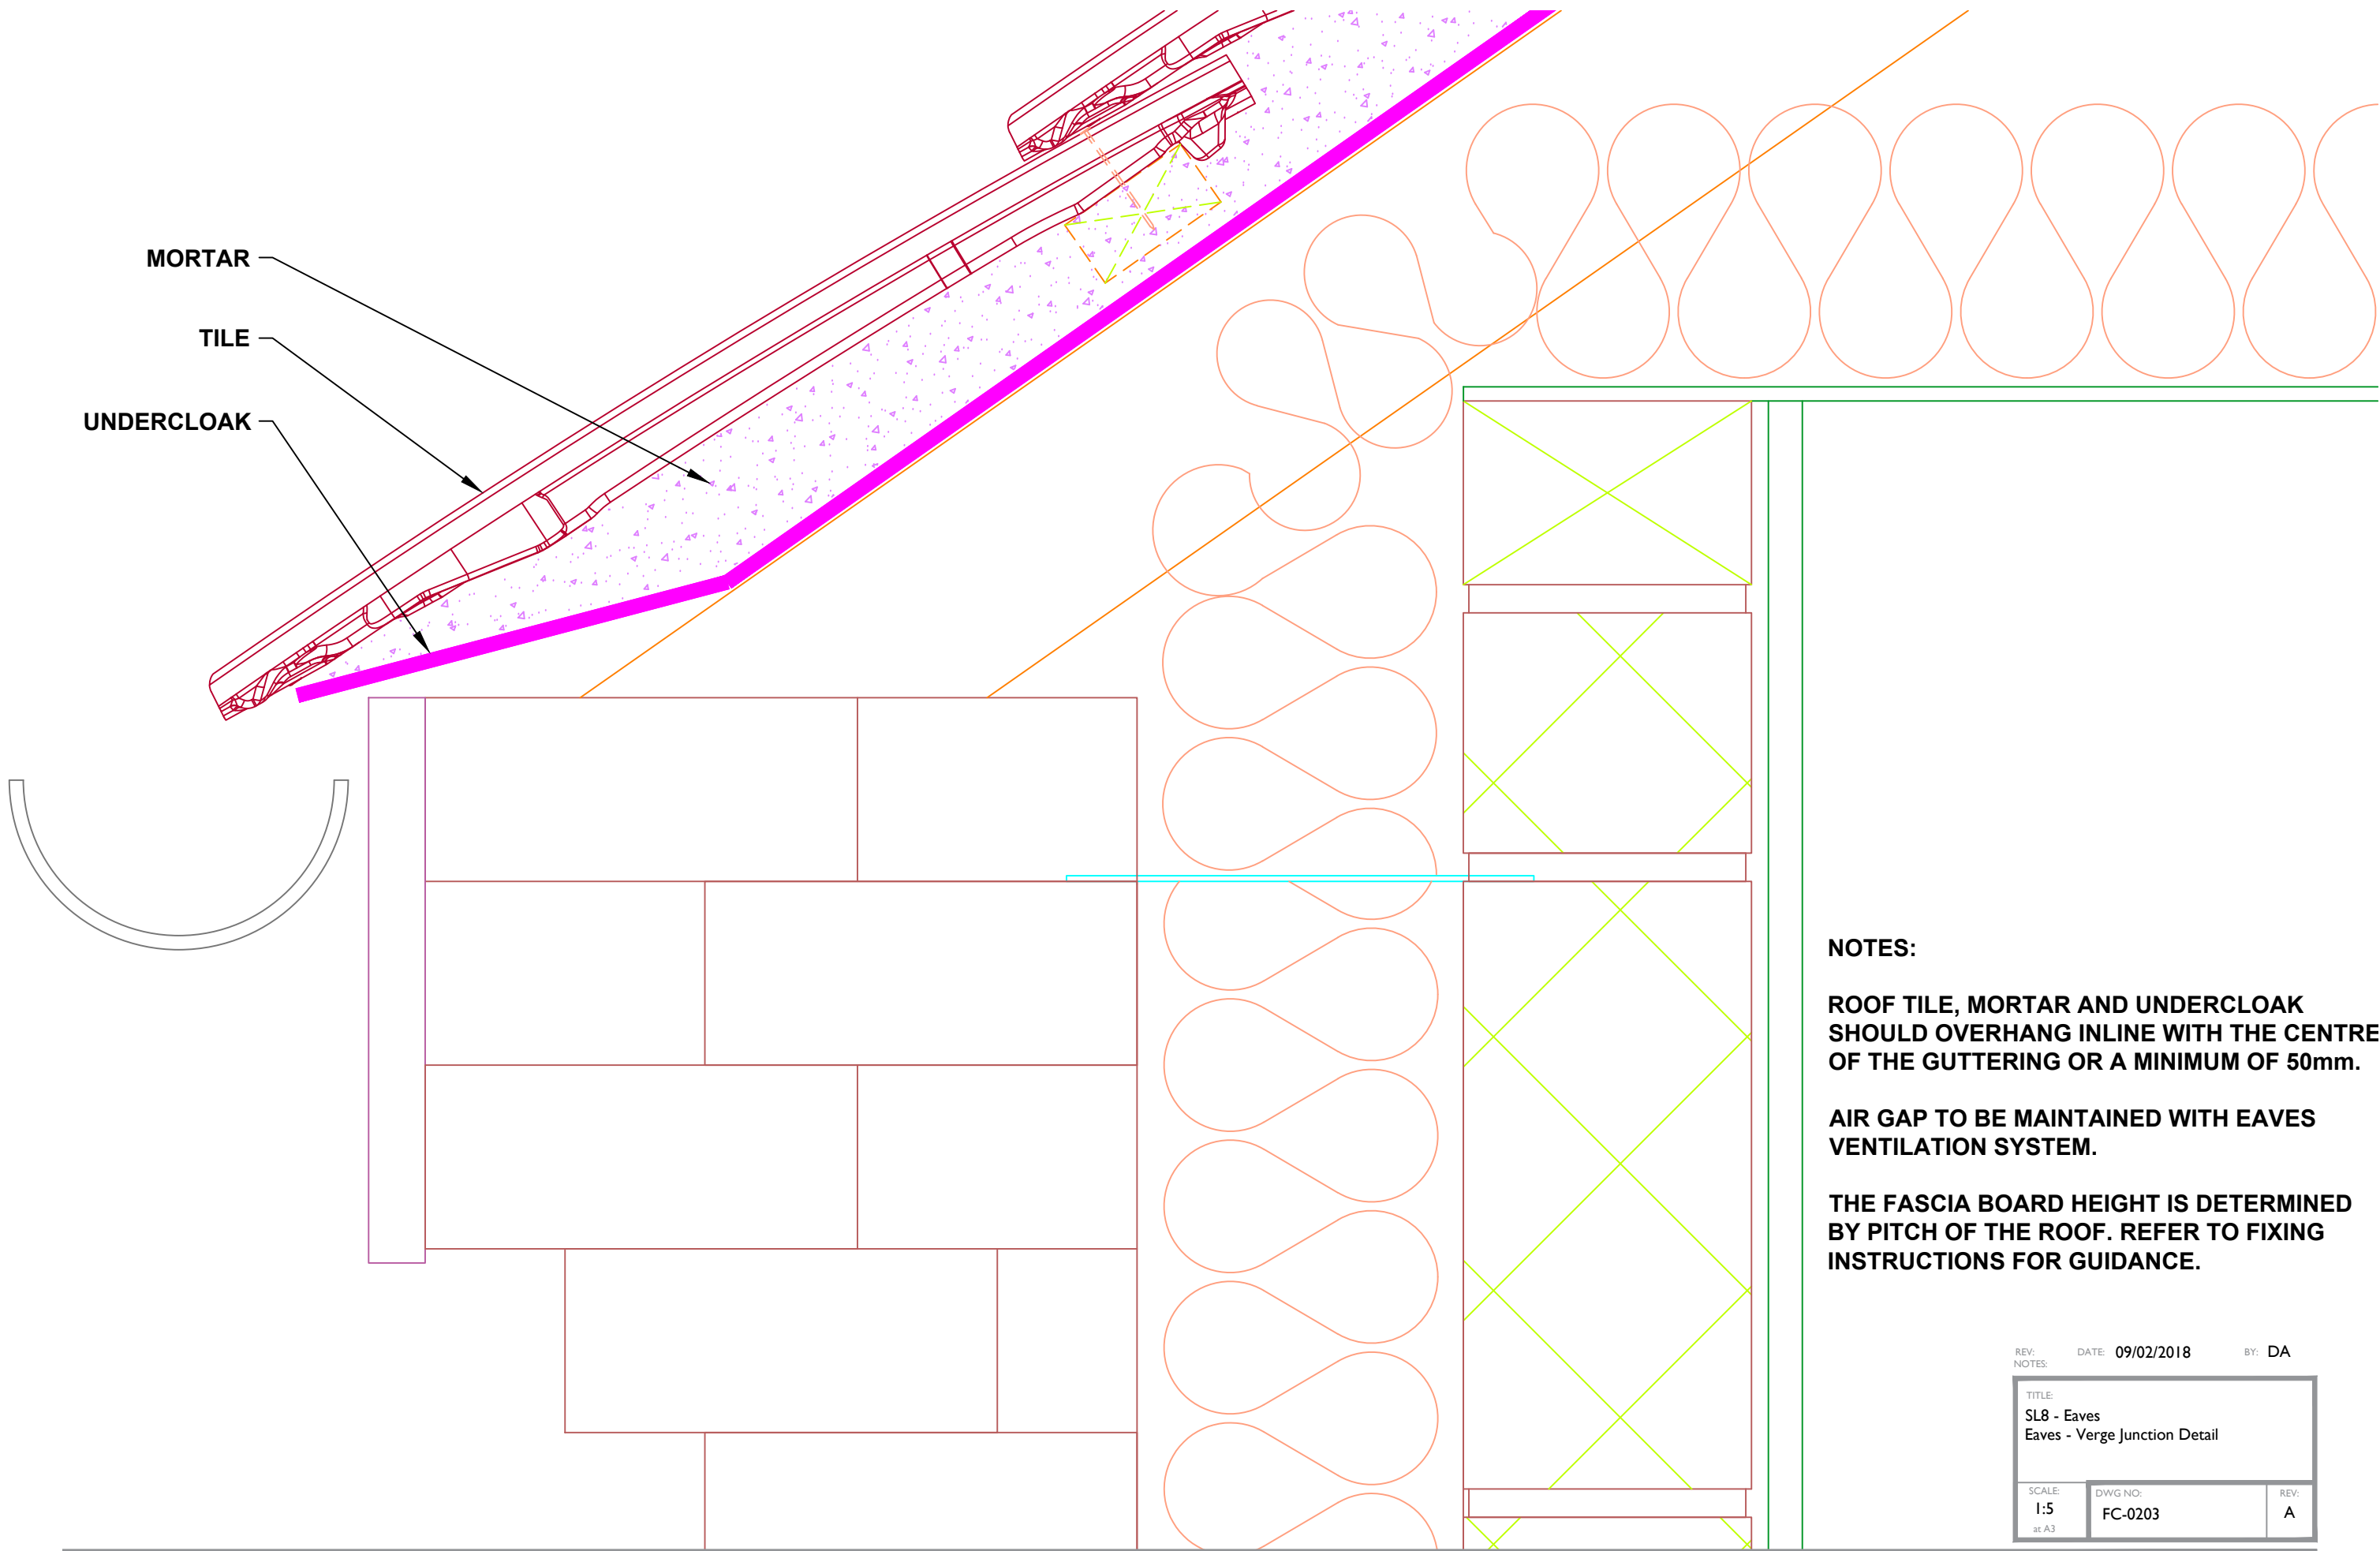 MORTAR
TILE
UNDERCLOAK
NOTES:
ROOF TILE, MORTAR AND UNDERCLOAK
SHOULD OVERHANG INLINE WITH THE CENTRE
OF THE GUTTERING OR A MINIMUM OF 50mm.
AIR GAP TO BE MAINTAINED WITH EAVES
VENTILATION SYSTEM.
THE FASCIA BOARD HEIGHT IS DETERMINED
BY PITCH OF THE ROOF. REFER TO FIXING
INSTRUCTIONS FOR GUIDANCE.
REV: DATE: 09/02/2018 BY: DA
NOTES:
TITLE:
SL8 - Eaves
Eaves - Verge Junction Detail
SCALE: DWG NO: REV:
1:5 FC-0203 A
at A3